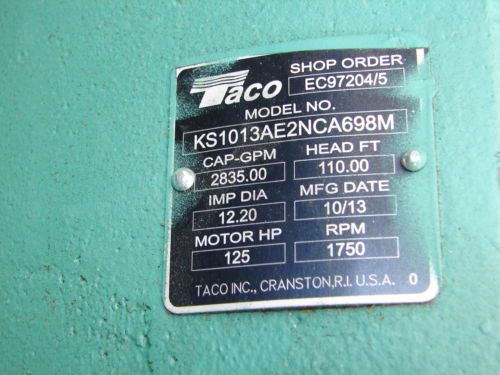 Taco
SHOP ORDER
EC97204/5
MODEL NO.
KS1013AE2NCA698M
CAP-GPM HEAD FT
2835.00 110.00
IMP DIA MFG DATE
12.20 10/13
MOTOR HP RPM
125 1750
TACO INC., CRANSTON,R.I. U.S.A. 0